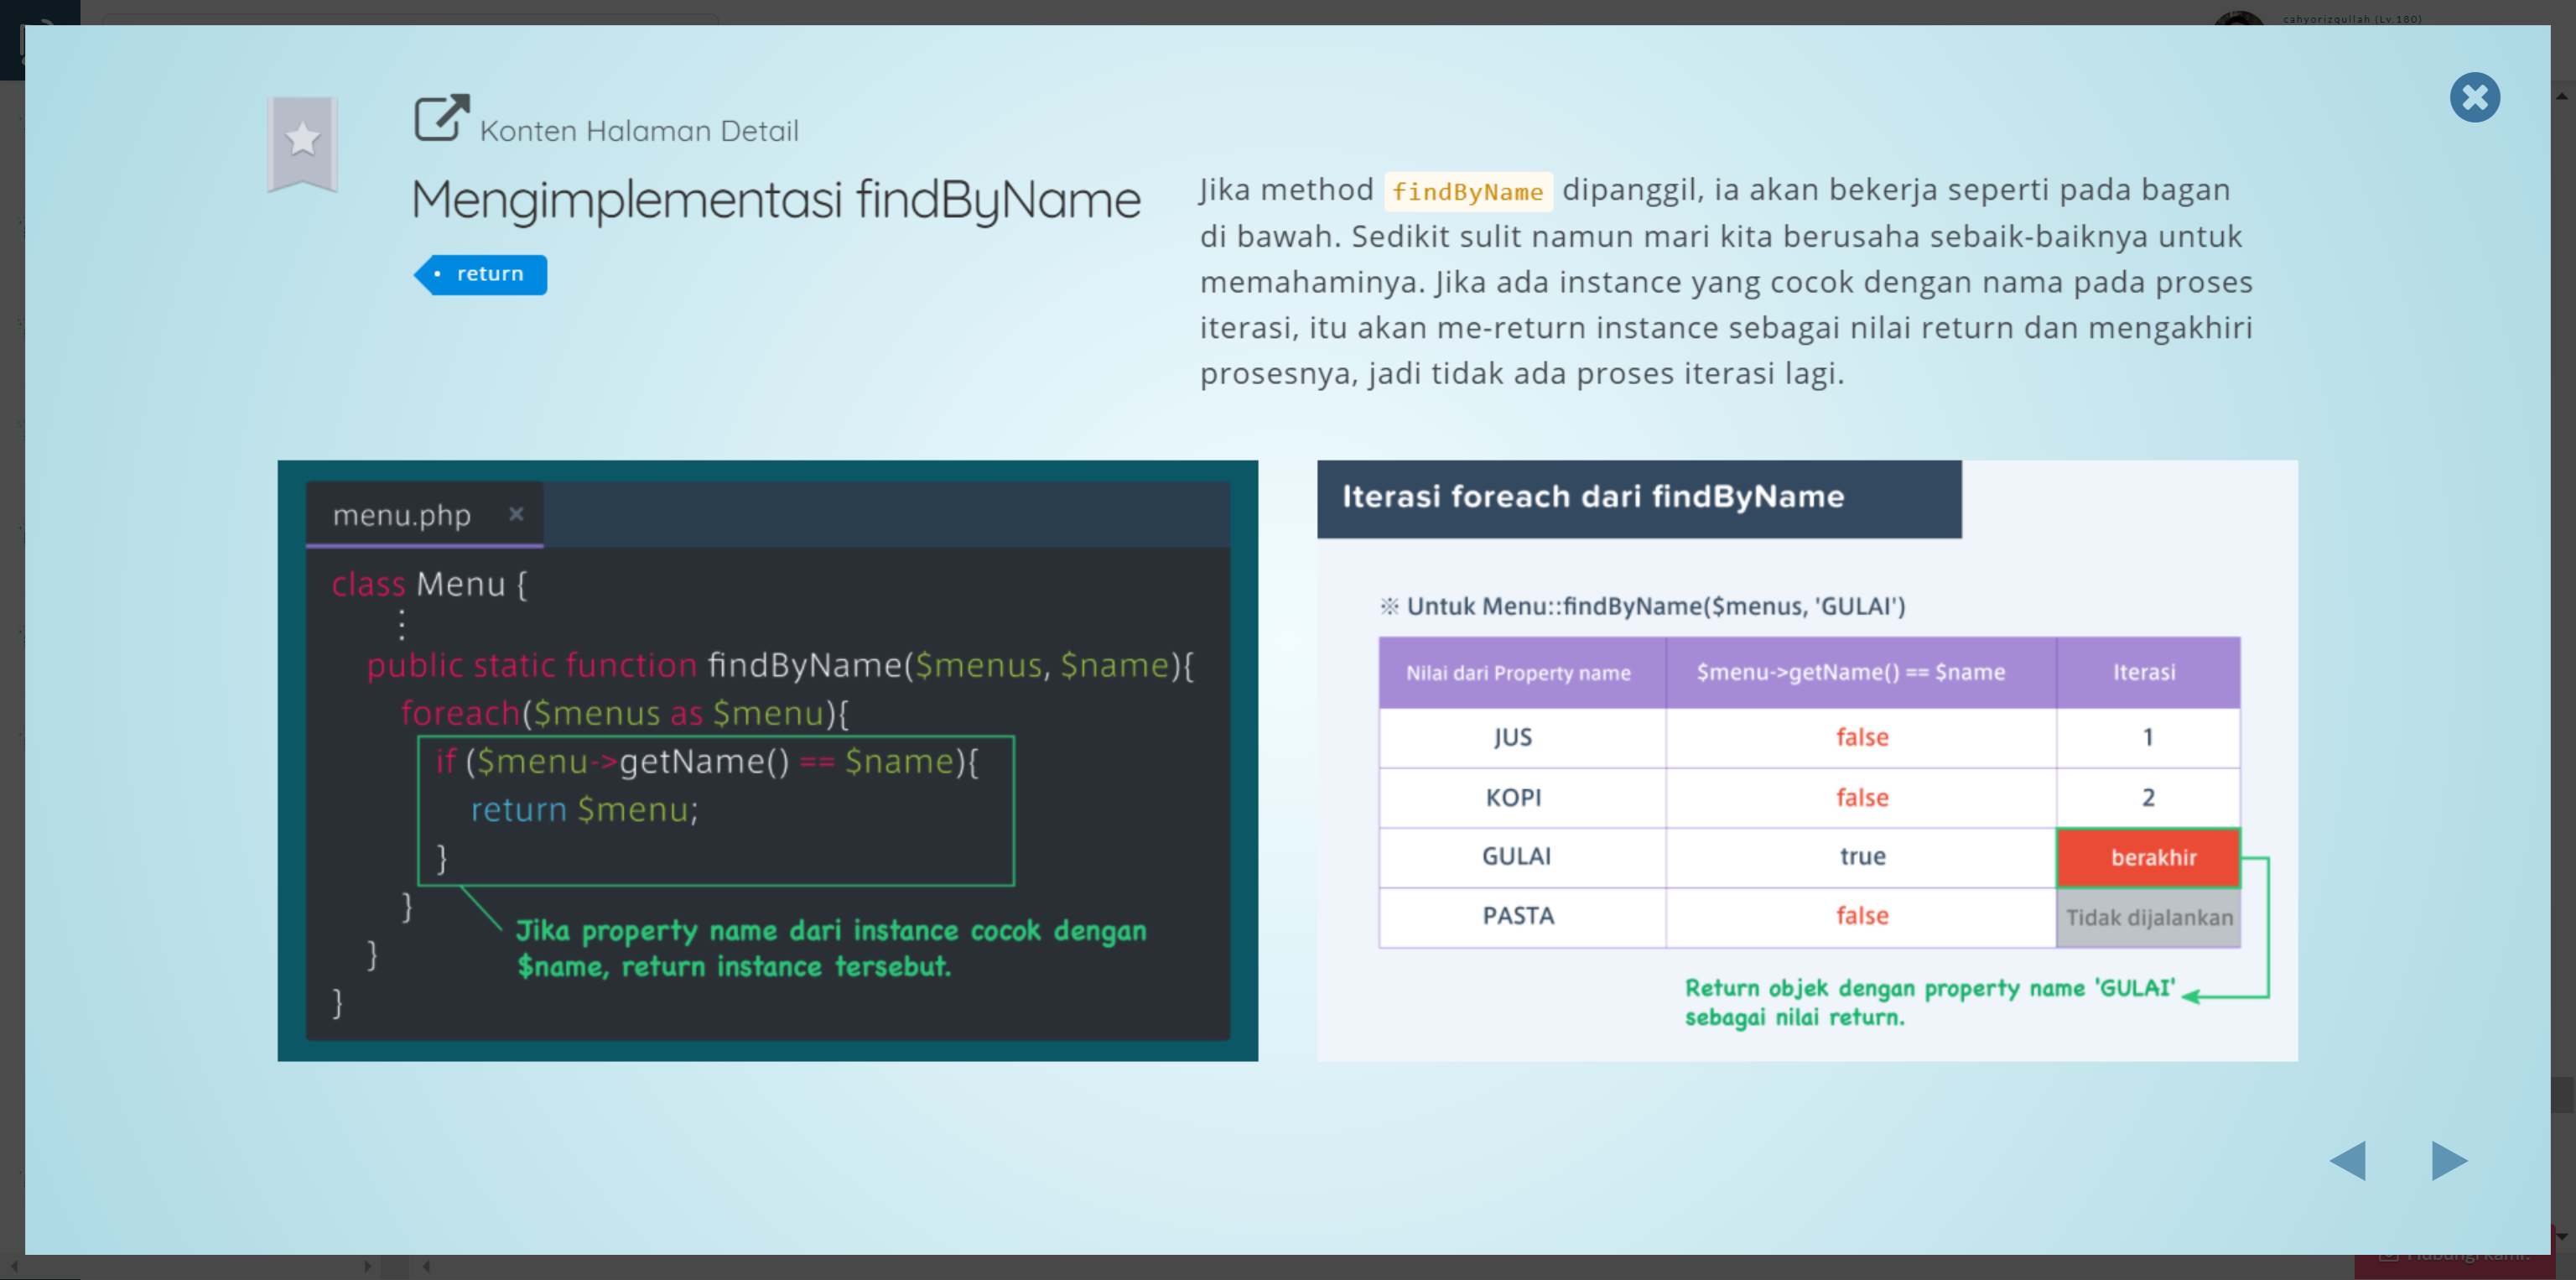 cahyorizqullah (Lv.180)
Konten Halaman Detail
Mengimplementasi findByName
return
Jika method findByName dipanggil, ia akan bekerja seperti pada bagan
di bawah. Sedikit sulit namun mari kita berusaha sebaik-baiknya untuk
memahaminya. Jika ada instance yang cocok dengan nama pada proses
iterasi, itu akan me-return instance sebagai nilai return dan mengakhiri
prosesnya, jadi tidak ada proses iterasi lagi.
menu.php ×
class Menu {
⋮
public static function findByName($menus, $name){
foreach($menus as $menu){
if ($menu->getName() == $name){
return $menu;
}
}
}
}
Jika property name dari instance cocok dengan
$name, return instance tersebut.
Iterasi foreach dari findByName
※ Untuk Menu::findByName($menus, 'GULAI')
Nilai dari Property name $menu->getName() == $name Iterasi
JUS false 1
KOPI false 2
GULAI true berakhir
PASTA false Tidak dijalankan
Return objek dengan property name 'GULAI'
sebagai nilai return.
Hubungi kami.